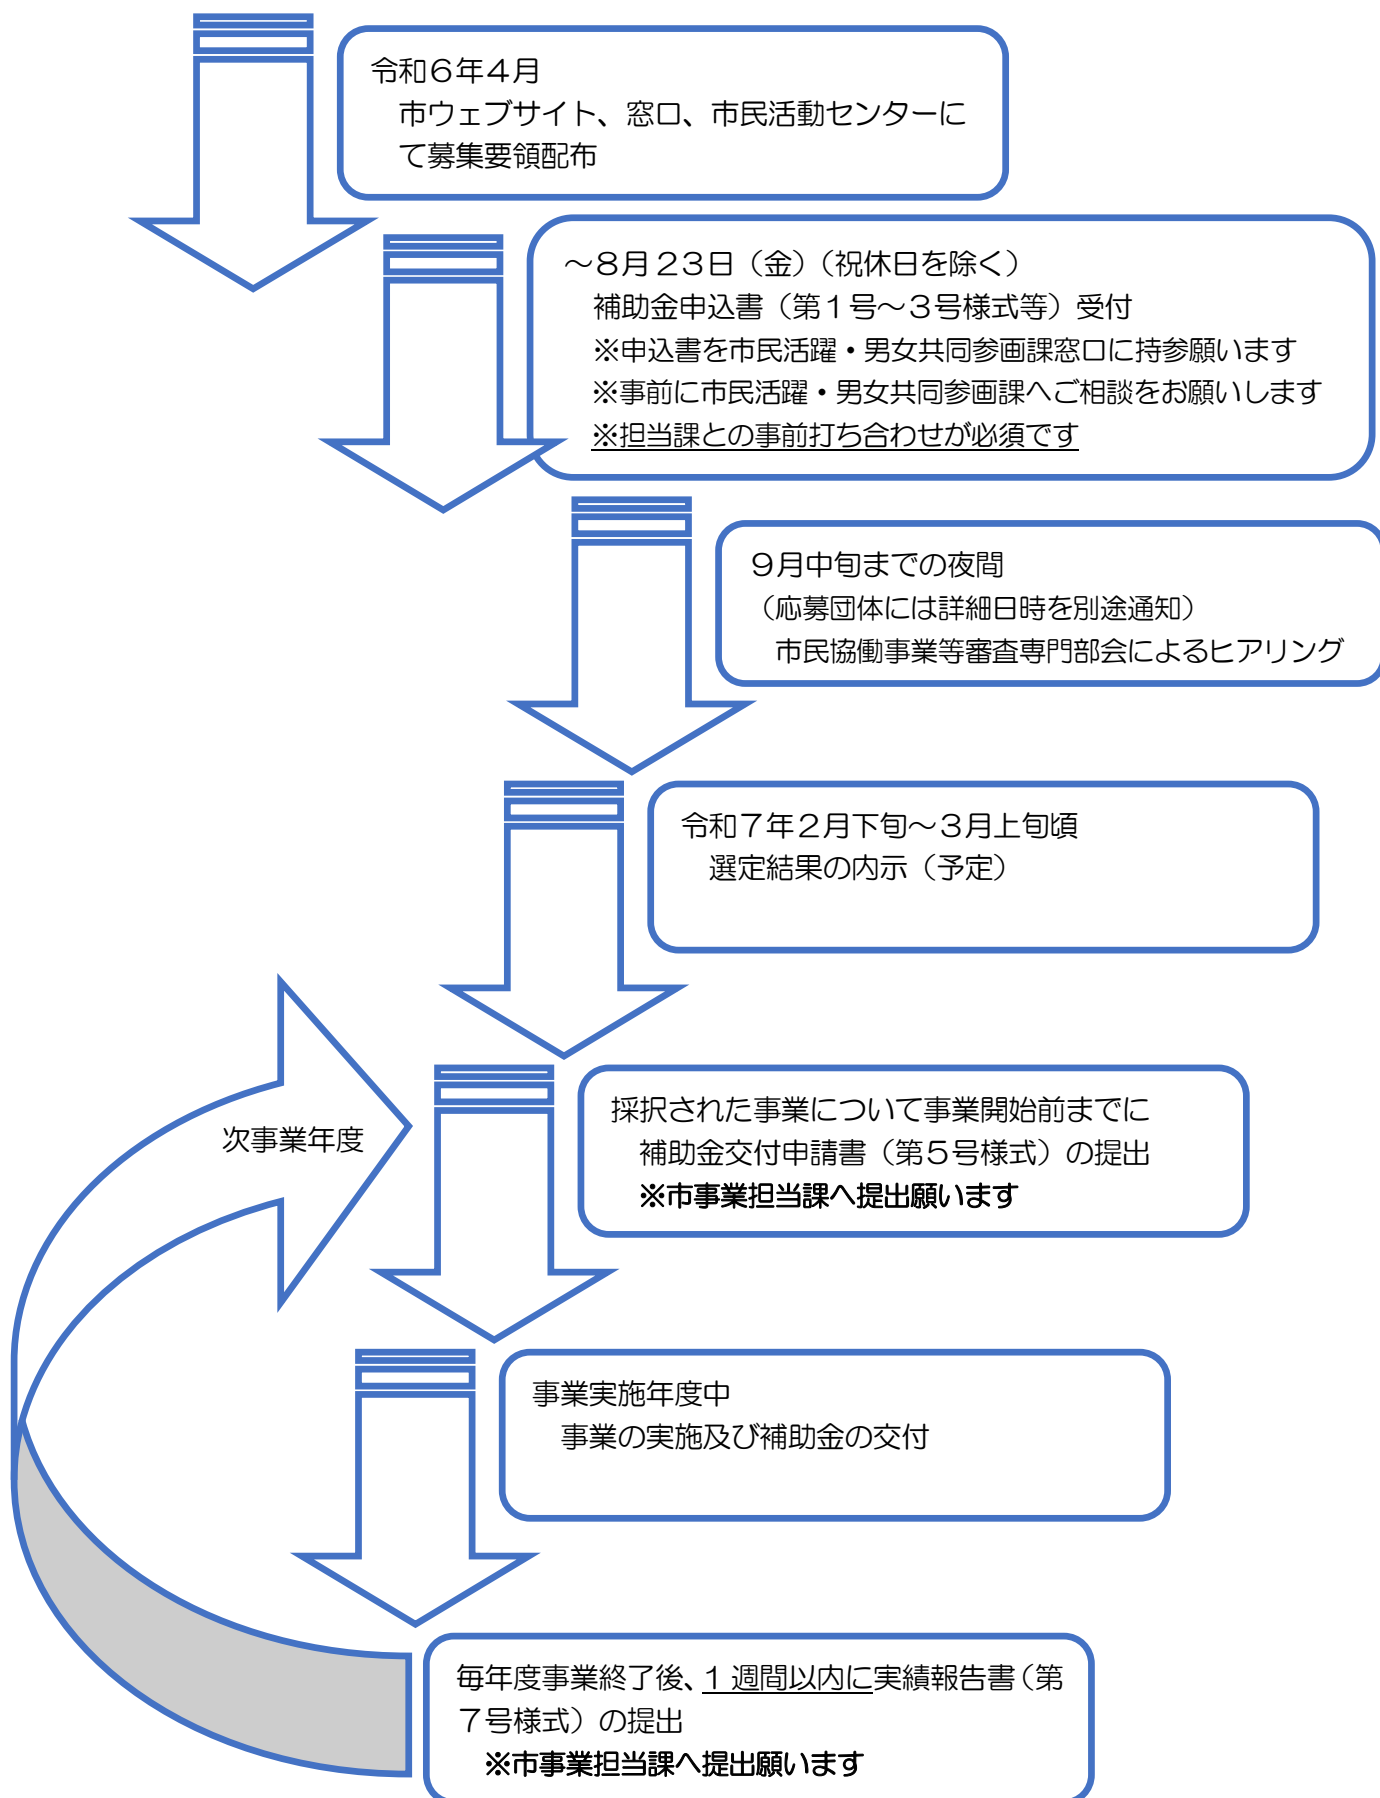 令和６年４月
市ウェブサイト、窓口、市民活動センターに
て募集要領配布
～８月２３日（金）（祝休日を除く）
補助金申込書（第１号～３号様式等）受付
※申込書を市民活躍・男女共同参画課窓口に持参願います
※事前に市民活躍・男女共同参画課へご相談をお願いします
※担当課との事前打ち合わせが必須です
９月中旬までの夜間
（応募団体には詳細日時を別途通知）
市民協働事業等審査専門部会によるヒアリング
令和７年２月下旬～３月上旬頃
選定結果の内示（予定）
次事業年度
採択された事業について事業開始前までに
補助金交付申請書（第５号様式）の提出
※市事業担当課へ提出願います
事業実施年度中
事業の実施及び補助金の交付
毎年度事業終了後、１週間以内に実績報告書（第
７号様式）の提出
※市事業担当課へ提出願います